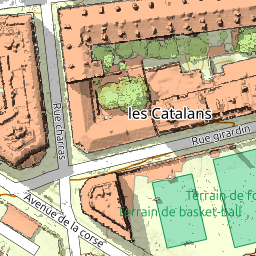 les Catalans
Rue charras
Rue girardin
Terrain de fo
Terrain de basket-ball
Avenue de la corse